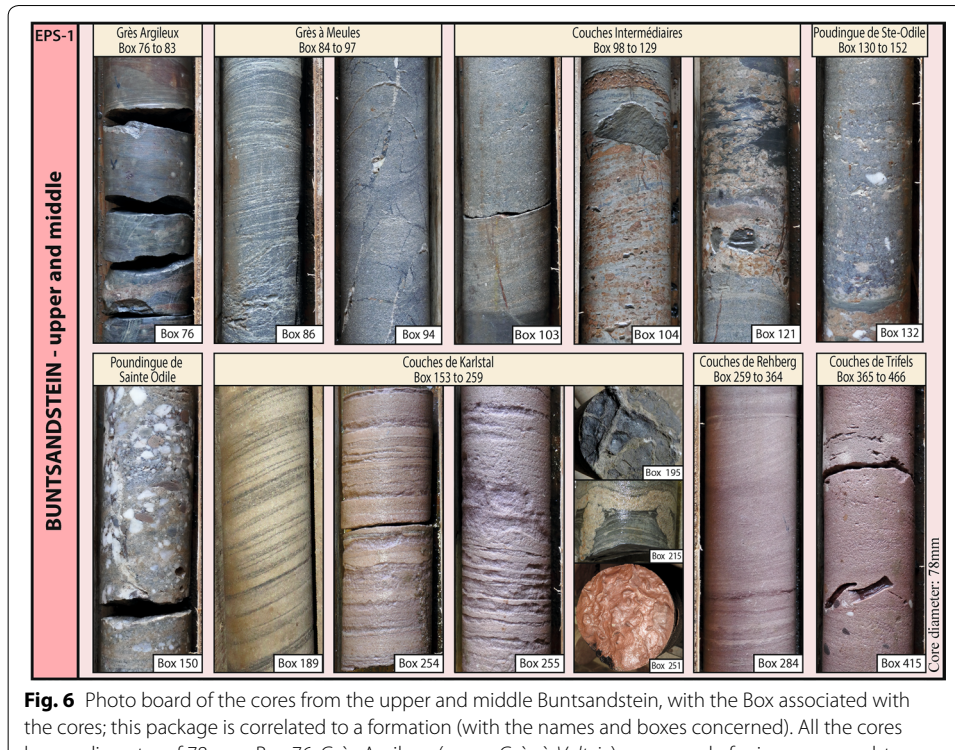 EPS-1
BUNTSANDSTEIN - upper and middle
Grès Argileux
Box 76 to 83
Grès à Meules
Box 84 to 97
Couches Intermédiaires
Box 98 to 129
Poudingue de Ste-Odile
Box 130 to 152
Box 76
Box 86
Box 94
Box 103
Box 104
Box 121
Box 132
Poundingue de
Sainte Odile
Couches de Karlstal
Box 153 to 259
Couches de Rehberg
Box 259 to 364
Couches de Trifels
Box 365 to 466
Box 150
Box 189
Box 254
Box 255
Box 195
Box 215
Box 251
Box 284
Box 415
Core diameter: 78mm
Fig. 6 Photo board of the cores from the upper and middle Buntsandstein, with the Box associated with
the cores; this package is correlated to a formation (with the names and boxes concerned). All the cores